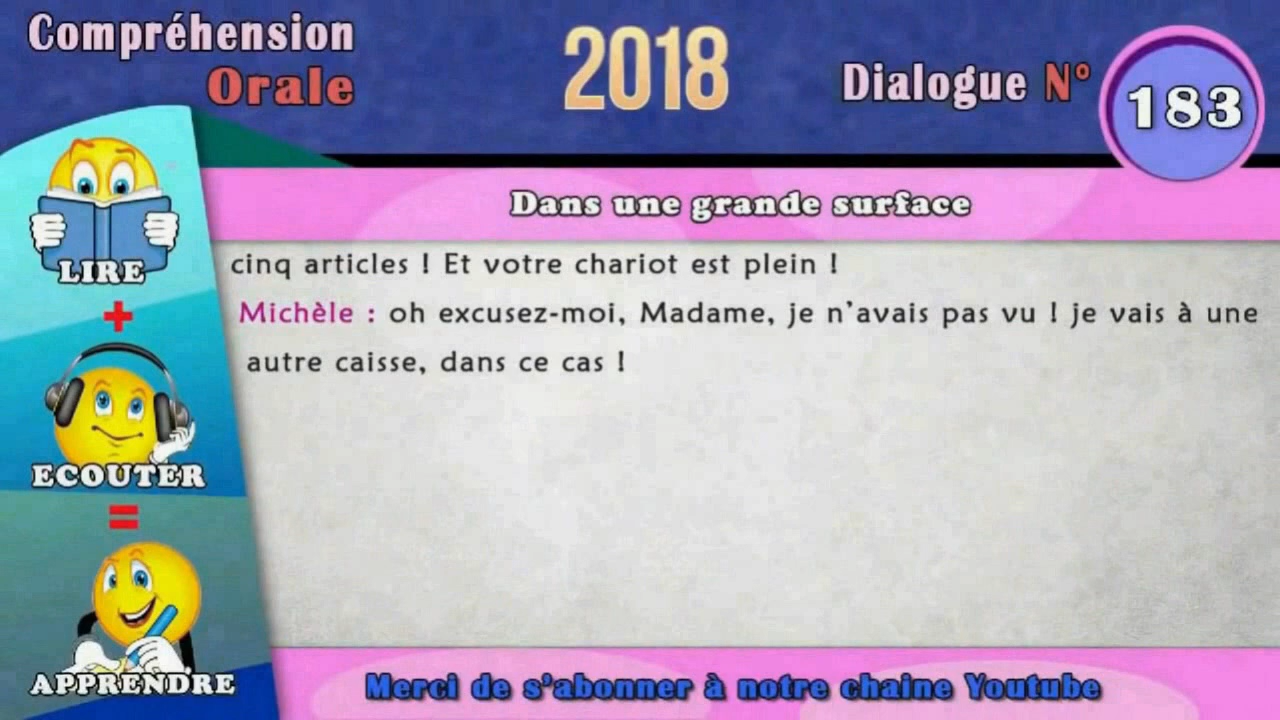 Compréhension
Orale
2018
Dialogue N°
183
Dans une grande surface
LIRE
+
ECOUTER
=
APPRENDRE
cinq articles ! Et votre chariot est plein !
Michèle : oh excusez-moi, Madame, je n'avais pas vu ! je vais à une
autre caisse, dans ce cas !
Merci de s'abonner à notre chaine Youtube